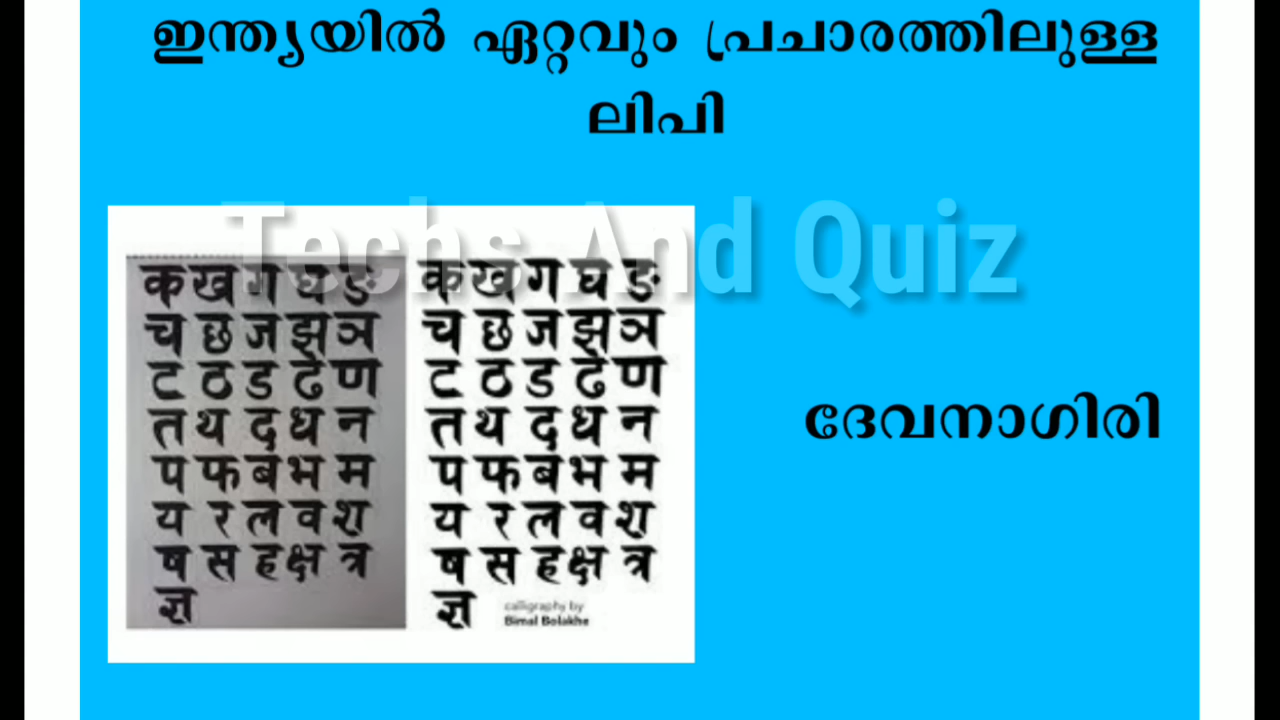 ഇന്ത്യയിൽ ഏറ്റവും പ്രചാരത്തിലുള്ള
ലിപി
Techs And Quiz
क ख ग घ ङ
च छ ज झ ञ
ट ठ ड ढ ण
त थ द ध न
प फ ब भ म
य र ल व श
ष स ह क्ष त्र
ज्ञ
क ख ग घ ङ
च छ ज झ ञ
ट ठ ड ढ ण
त थ द ध न
प फ ब भ म
य र ल व श
ष स ह क्ष त्र
ज्ञ
calligraphy by
Bimal Bolakhe
ദേവനാഗിരി